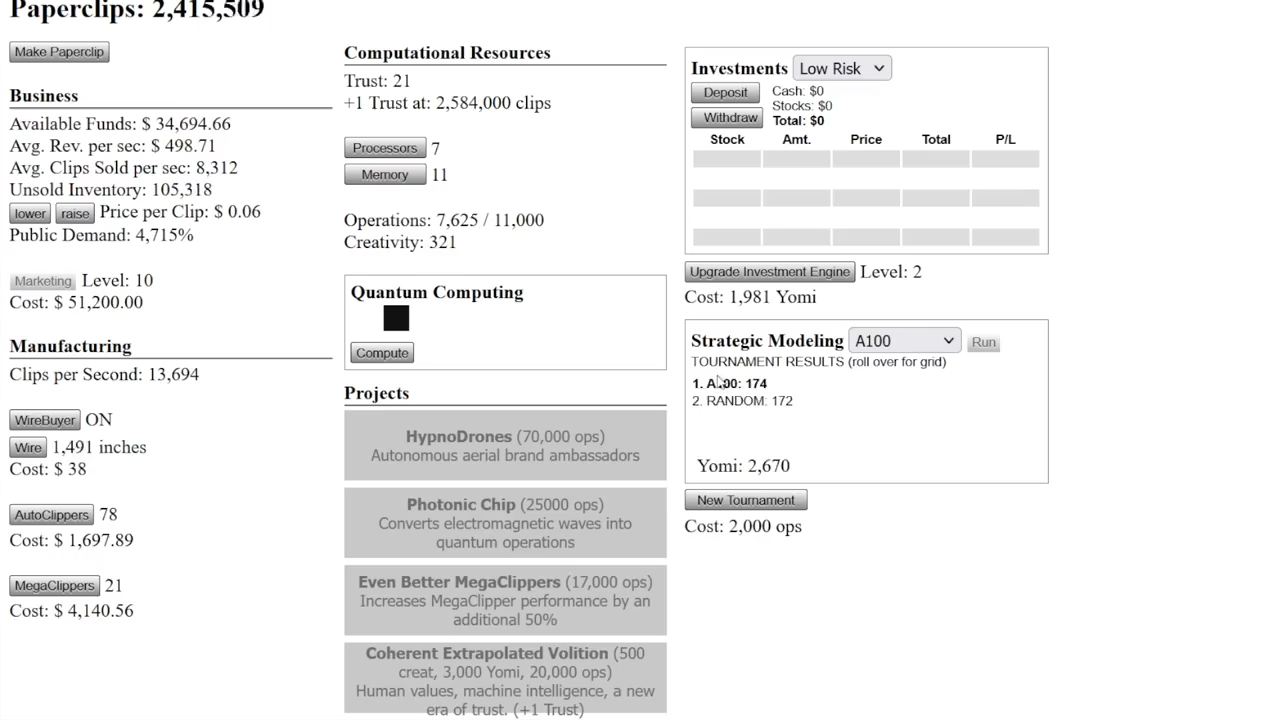 Paperclips: 2,415,509
Make Paperclip
Business
Available Funds: $ 34,694.66
Avg. Rev. per sec: $ 498.71
Avg. Clips Sold per sec: 8,312
Unsold Inventory: 105,318
lower raise Price per Clip: $ 0.06
Public Demand: 4,715%
Marketing Level: 10
Cost: $ 51,200.00
Manufacturing
Clips per Second: 13,694
WireBuyer ON
Wire 1,491 inches
Cost: $ 38
AutoClippers 78
Cost: $ 1,697.89
MegaClippers 21
Cost: $ 4,140.56
Computational Resources
Trust: 21
+1 Trust at: 2,584,000 clips
Processors 7
Memory 11
Operations: 7,625 / 11,000
Creativity: 321
Quantum Computing
Compute
Projects
HypnoDrones (70,000 ops)
Autonomous aerial brand ambassadors
Photonic Chip (25000 ops)
Converts electromagnetic waves into
quantum operations
Even Better MegaClippers (17,000 ops)
Increases MegaClipper performance by an
additional 50%
Coherent Extrapolated Volition (500
creat, 3,000 Yomi, 20,000 ops)
Human values, machine intelligence, a new
era of trust. (+1 Trust)
Investments Low Risk
Deposit Cash: $0
Stocks: $0
Withdraw Total: $0
Stock Amt. Price Total P/L
Upgrade Investment Engine Level: 2
Cost: 1,981 Yomi
Strategic Modeling A100 Run
TOURNAMENT RESULTS (roll over for grid)
1. A100: 174
2. RANDOM: 172
Yomi: 2,670
New Tournament
Cost: 2,000 ops